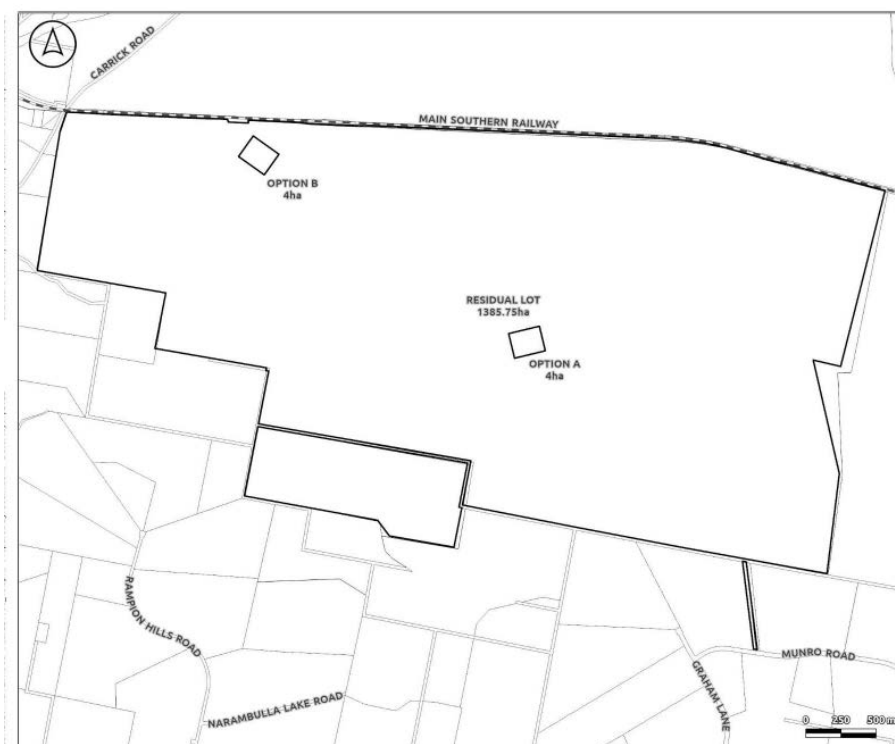 CARRICK ROAD
MAIN SOUTHERN RAILWAY
OPTION B
4ha
RESIDUAL LOT
1385.75ha
OPTION A
4ha
RAMPION HILLS ROAD
NARAMBULLA LAKE ROAD
GRAHAM LANE
MUNRO ROAD
0 250 500m